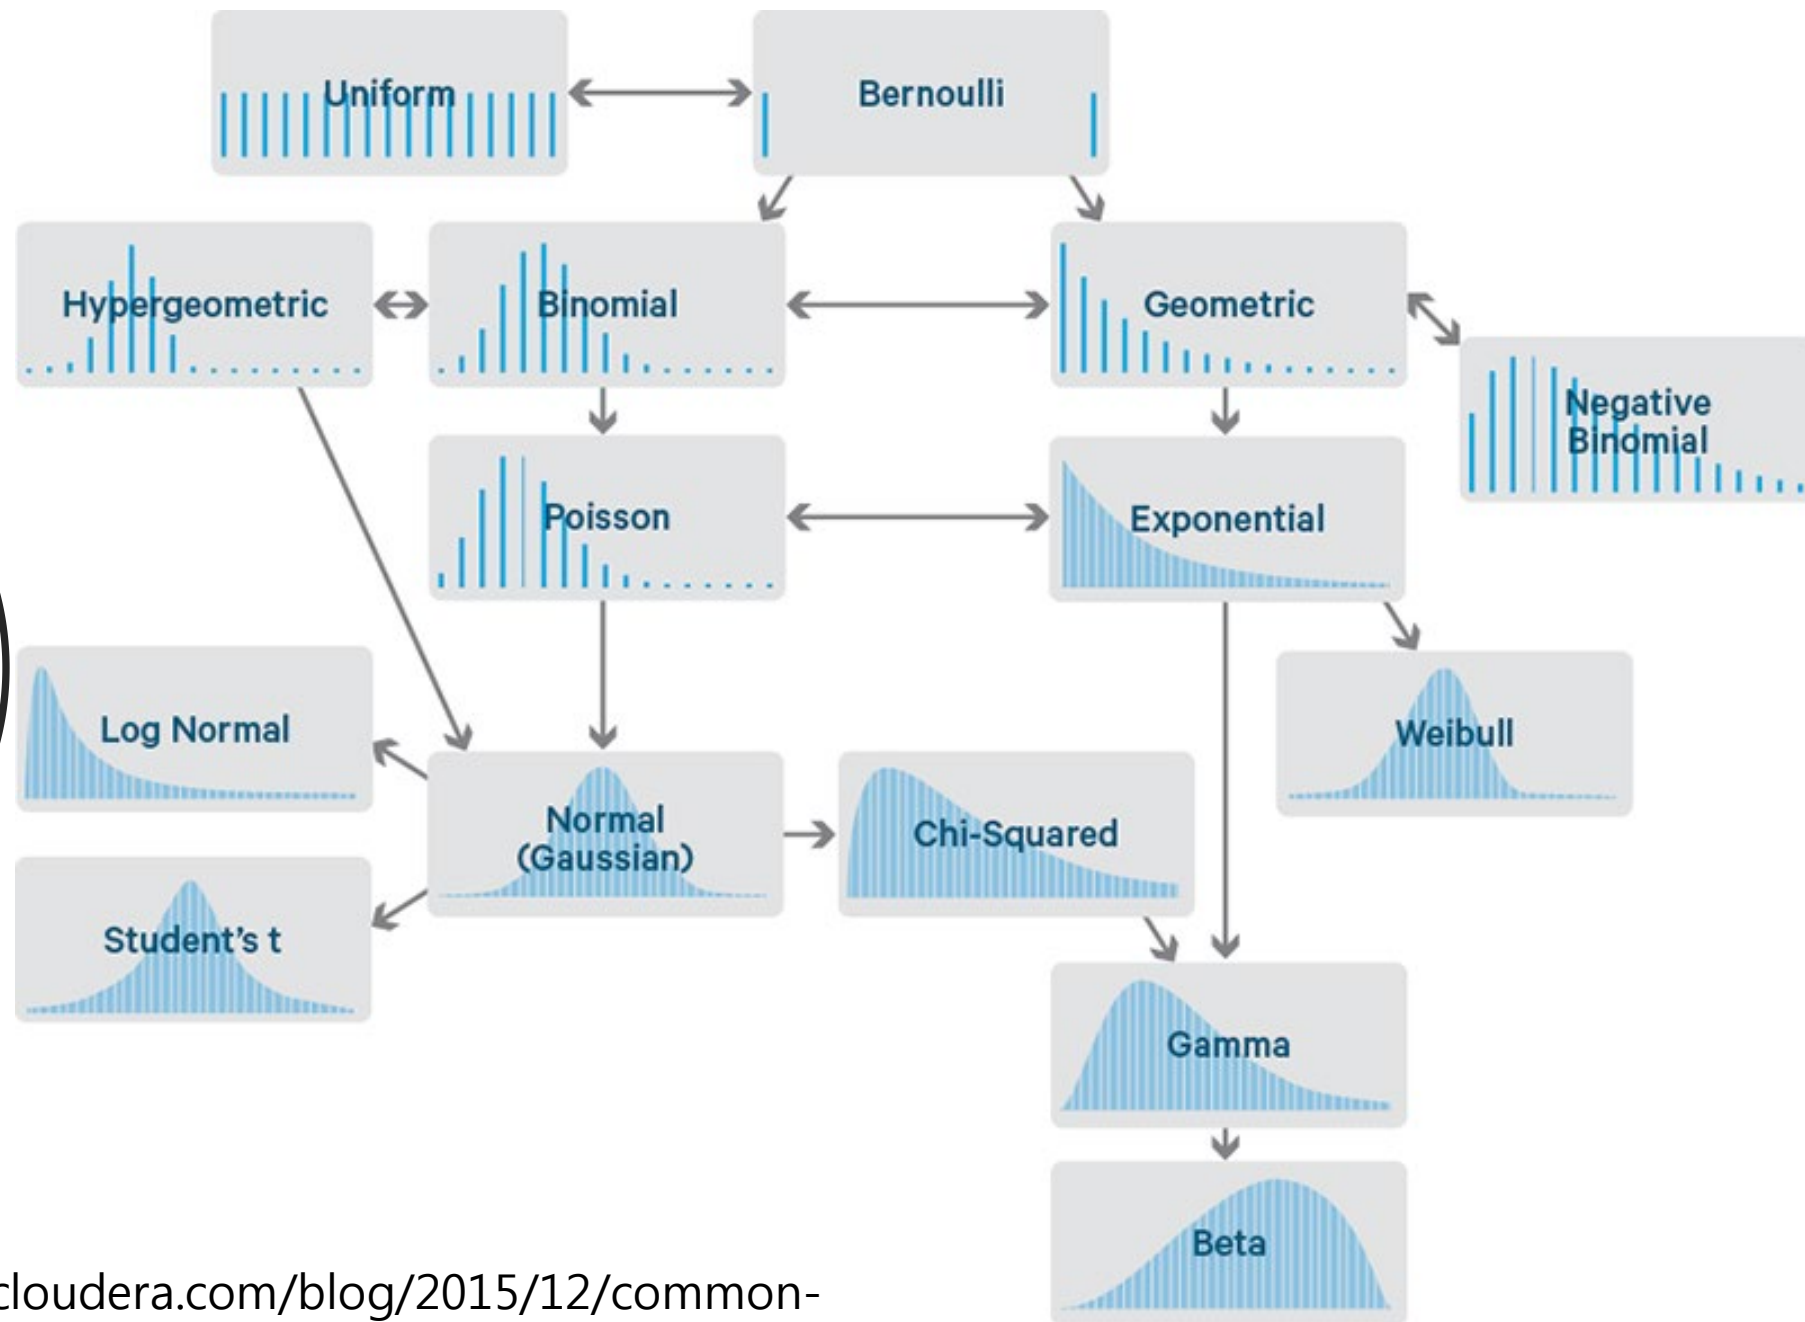 Uniform
Bernoulli
Hypergeometric
Binomial
Geometric
Negative
Binomial
Poisson
Exponential
Log Normal
Weibull
Normal
(Gaussian)
Chi-Squared
Student's t
Gamma
Beta
cloudera.com/blog/2015/12/common-